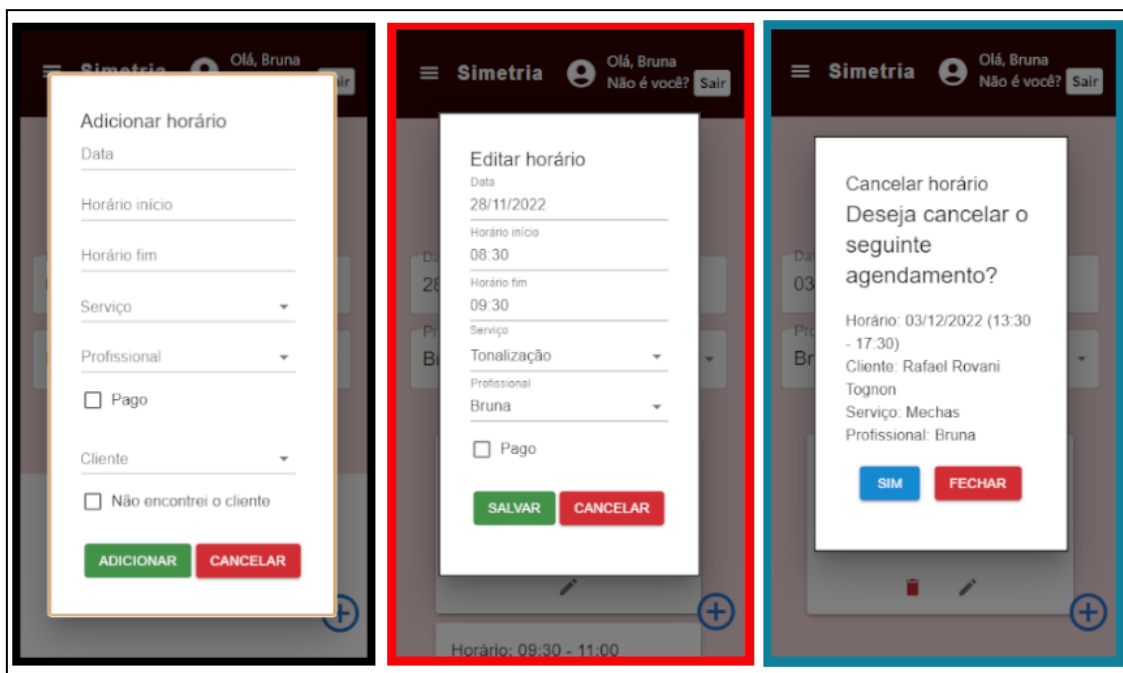 Simetria
Olá, Bruna
Adicionar horário
Data
Horário início
Horário fim
Serviço
Profissional
Pago
Cliente
Não encontrei o cliente
ADICIONAR CANCELAR
Simetria
Olá, Bruna
Não é você? Sair
Editar horário
Data
28/11/2022
Horário início
08:30
Horário fim
09:30
Serviço
Tonalização
Profissional
Bruna
Pago
SALVAR CANCELAR
Horário: 09:30 - 11:00
Simetria
Olá, Bruna
Não é você? Sair
Cancelar horário
Deseja cancelar o
seguinte
agendamento?
Horário: 03/12/2022 (13:30
- 17:30)
Cliente: Rafael Rovani
Tognon
Serviço: Mechas
Profissional: Bruna
SIM FECHAR